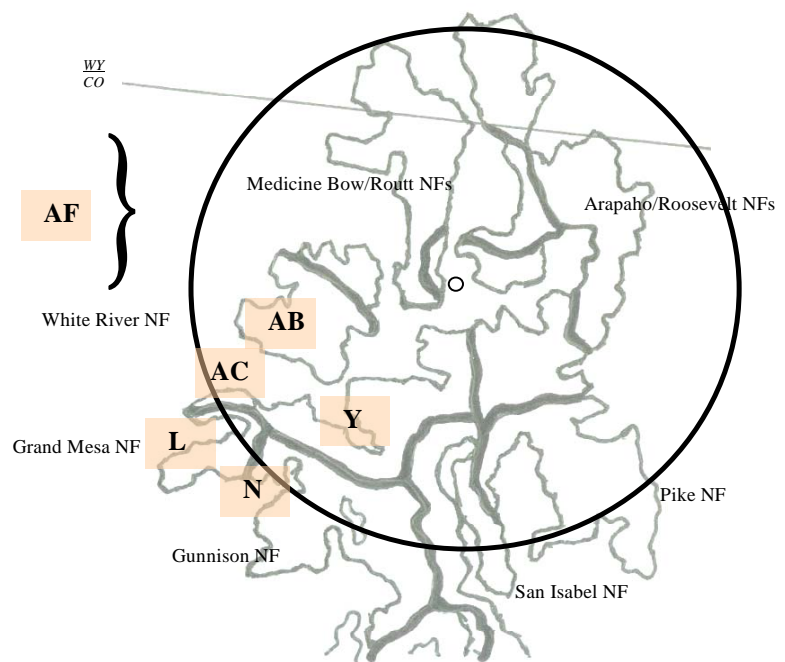 WY
CO
Medicine Bow/Routt NFs
Arapaho/Roosevelt NFs
AF
White River NF
AB
AC
Y
Grand Mesa NF
L
N
Pike NF
Gunnison NF
San Isabel NF